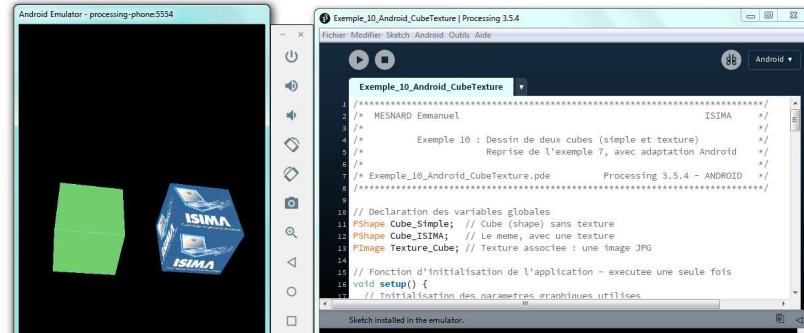 Android Emulator - processing-phone:5554
ISIMA
ISIMA
Exemple_10_Android_CubeTexture | Processing 3.5.4
Fichier Modifier Sketch Android Outils Aide
Android ▾
Exemple_10_Android_CubeTexture ▾
1 /******************************************************************************/
2 /* MESNARD Emmanuel ISIMA */
3 /* */
4 /* Exemple 10 : Dessin de deux cubes (simple et texture) */
5 /* Reprise de l'exemple 7, avec adaptation Android */
6 /* */
7 /* Exemple_10_Android_CubeTexture.pde Processing 3.5.4 - ANDROID */
8 /******************************************************************************/
9
10 // Declaration des variables globales
11 PShape Cube_Simple; // Cube (shape) sans texture
12 PShape Cube_ISIMA; // Le meme, avec une texture
13 PImage Texture_Cube; // Texture associee : une image JPG
14
15 // Fonction d'initialisation de l'application - executee une seule fois
16 void setup() {
17 // Initialisation des parametres graphiques utilises
Sketch installed in the emulator.